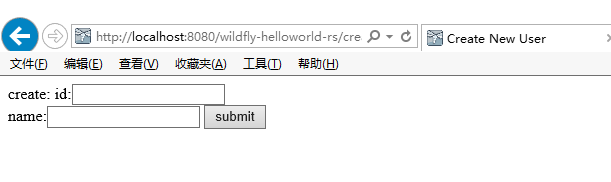 http://localhost:8080/wildfly-helloworld-rs/cre Create New User
文件(F) 编辑(E) 查看(V) 收藏夹(A) 工具(T) 帮助(H)
create: id:
name: submit